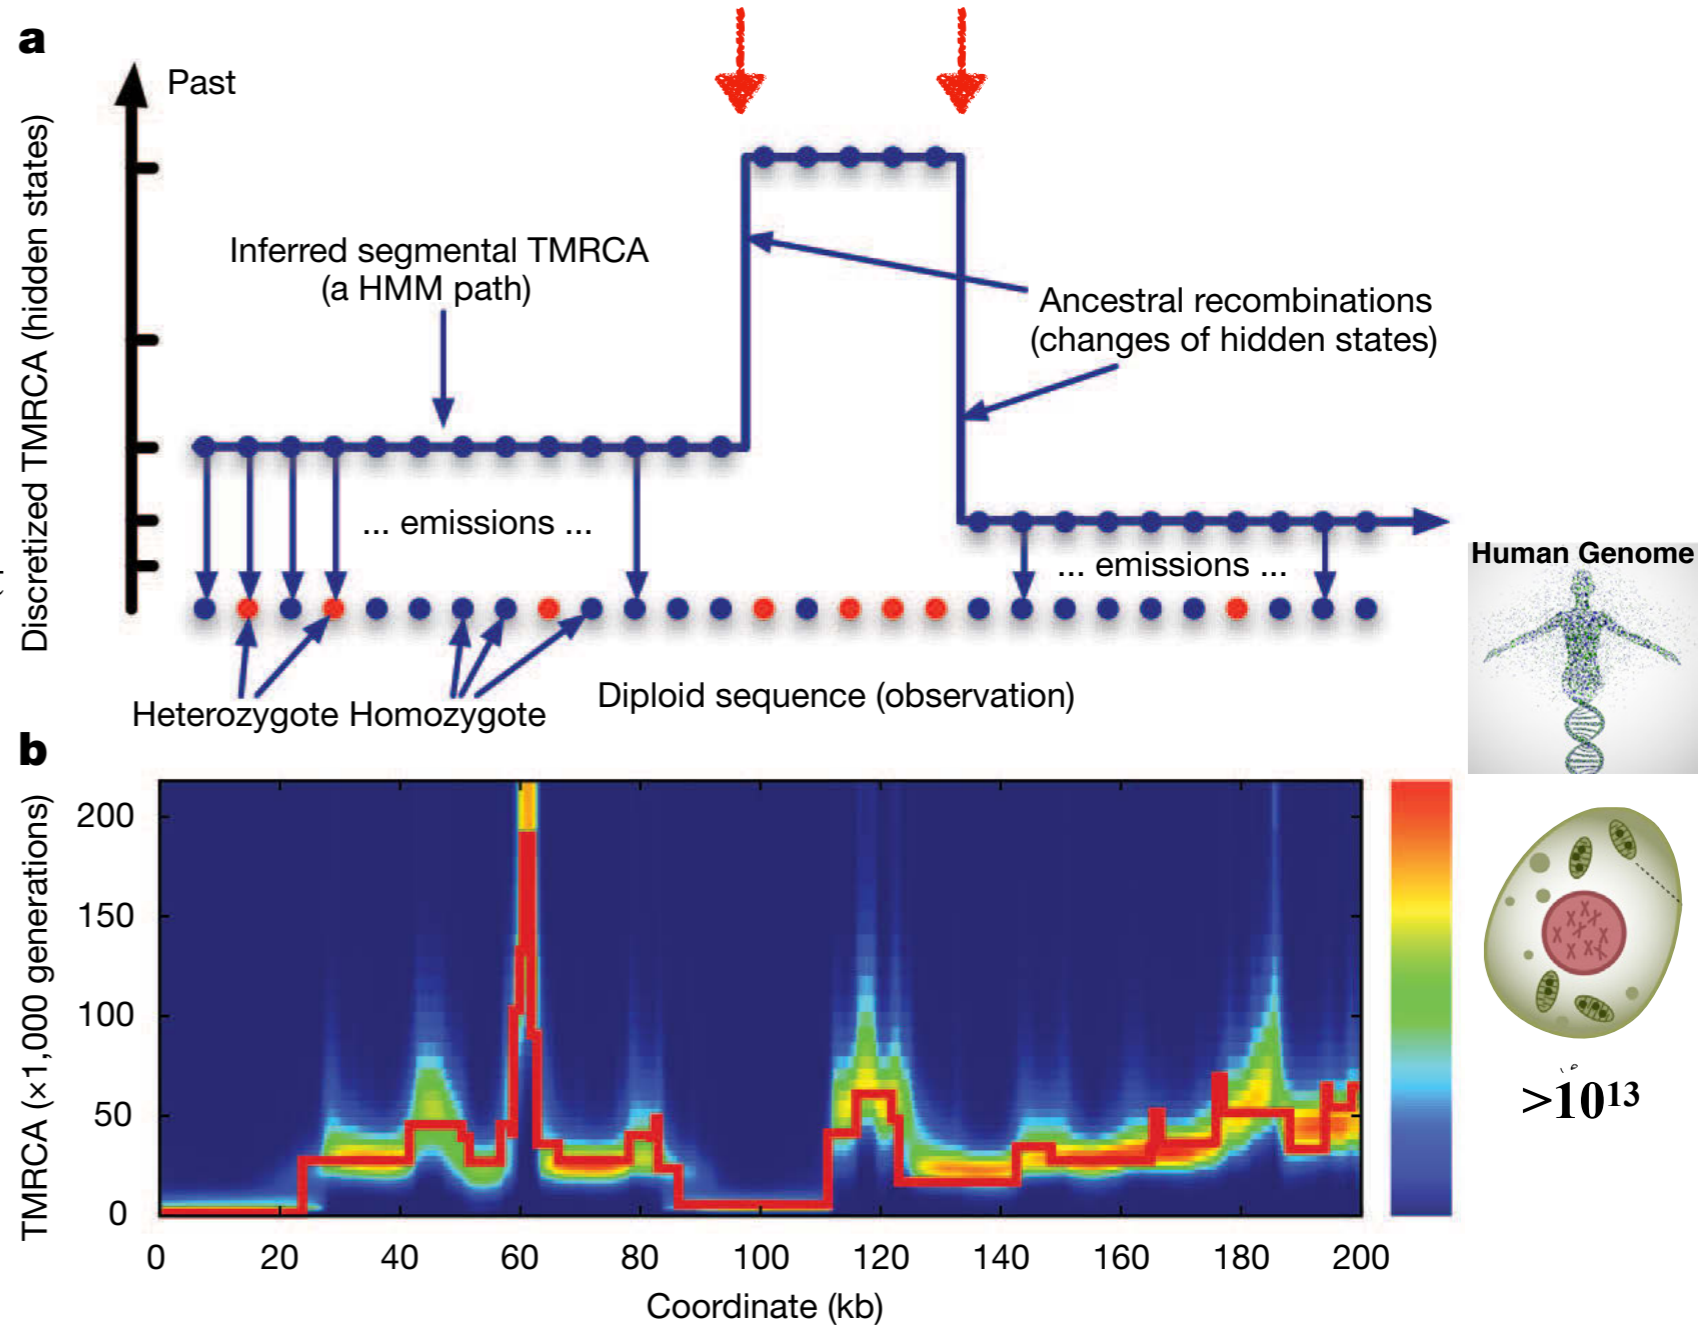 a
Past
Discretized TMRCA (hidden states)
Inferred segmental TMRCA
(a HMM path)
Ancestral recombinations
(changes of hidden states)
... emissions ...
... emissions ...
Heterozygote Homozygote
Diploid sequence (observation)
Human Genome
b
TMRCA (×1,000 generations)
200
150
100
50
0
0 20 40 60 80 100 120 140 160 180 200
Coordinate (kb)
>10¹³